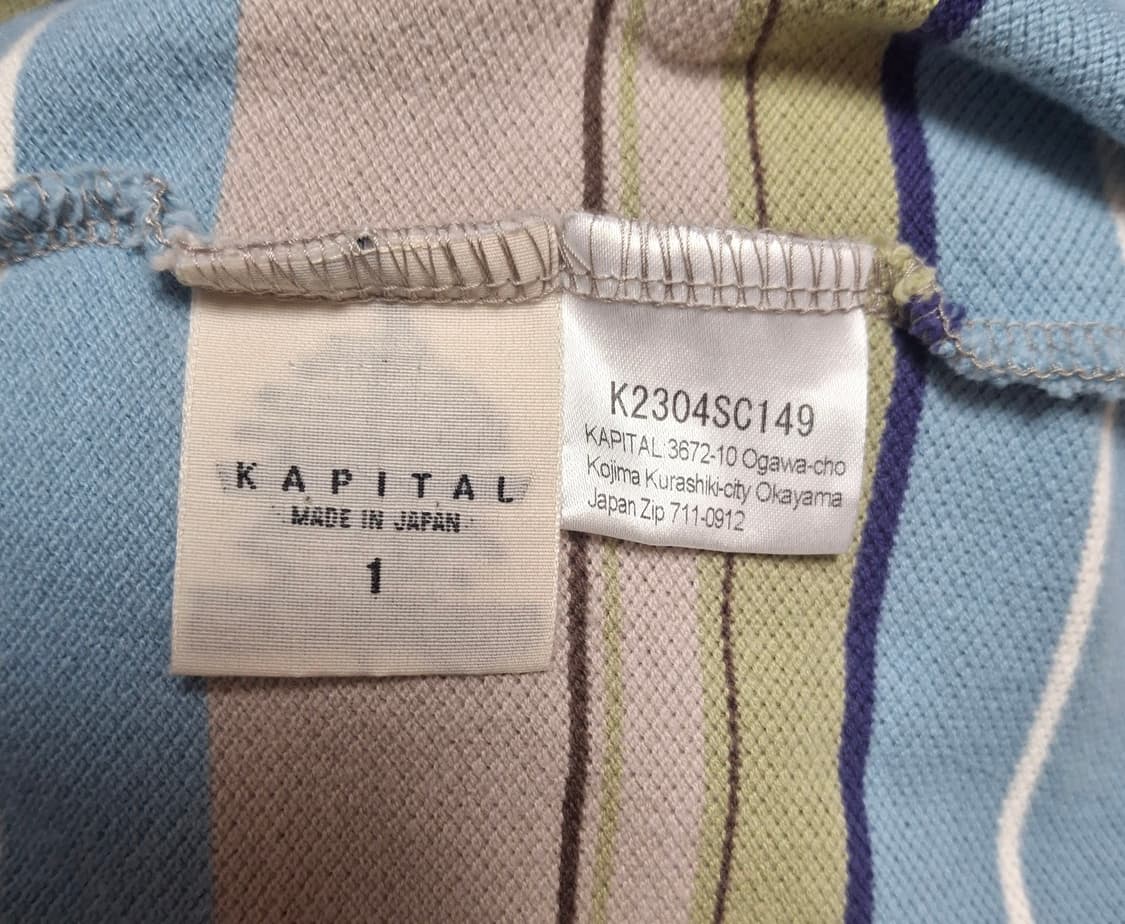 KAPITAL
MADE IN JAPAN
1
K2304SC149
KAPITAL 3672-10 Ogawa-cho
Kojima Kurashiki-city Okayama
Japan Zip 711-0912